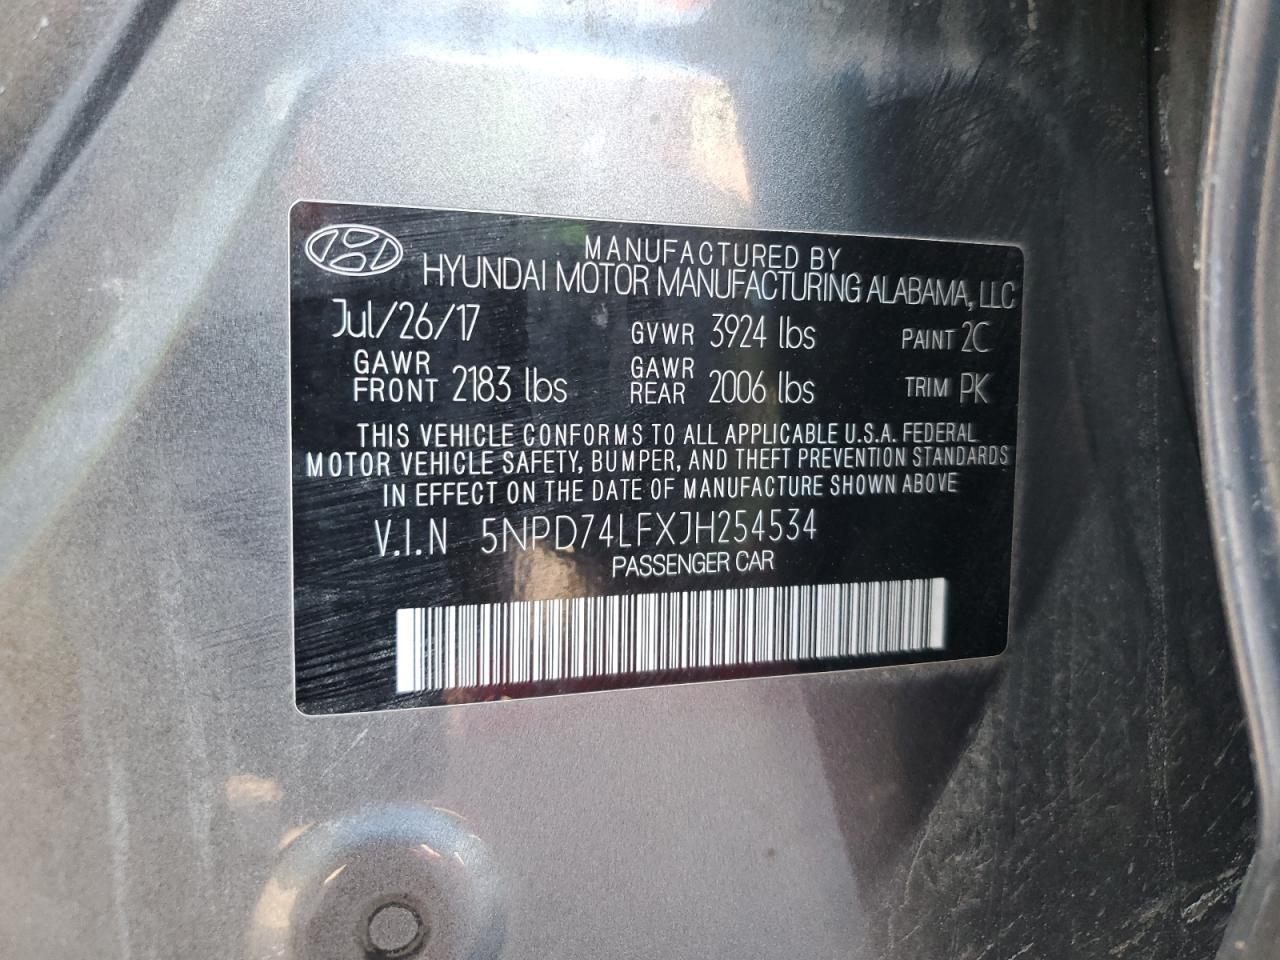 MANUFACTURED BY
HYUNDAI MOTOR MANUFACTURING ALABAMA, LLC
Jul/26/17 GVWR 3924 lbs PAINT 2C
GAWR FRONT 2183 lbs GAWR REAR 2006 lbs TRIM PK
THIS VEHICLE CONFORMS TO ALL APPLICABLE U.S.A. FEDERAL
MOTOR VEHICLE SAFETY, BUMPER, AND THEFT PREVENTION STANDARDS
IN EFFECT ON THE DATE OF MANUFACTURE SHOWN ABOVE
V.I.N 5NPD74LFXJH254534
PASSENGER CAR